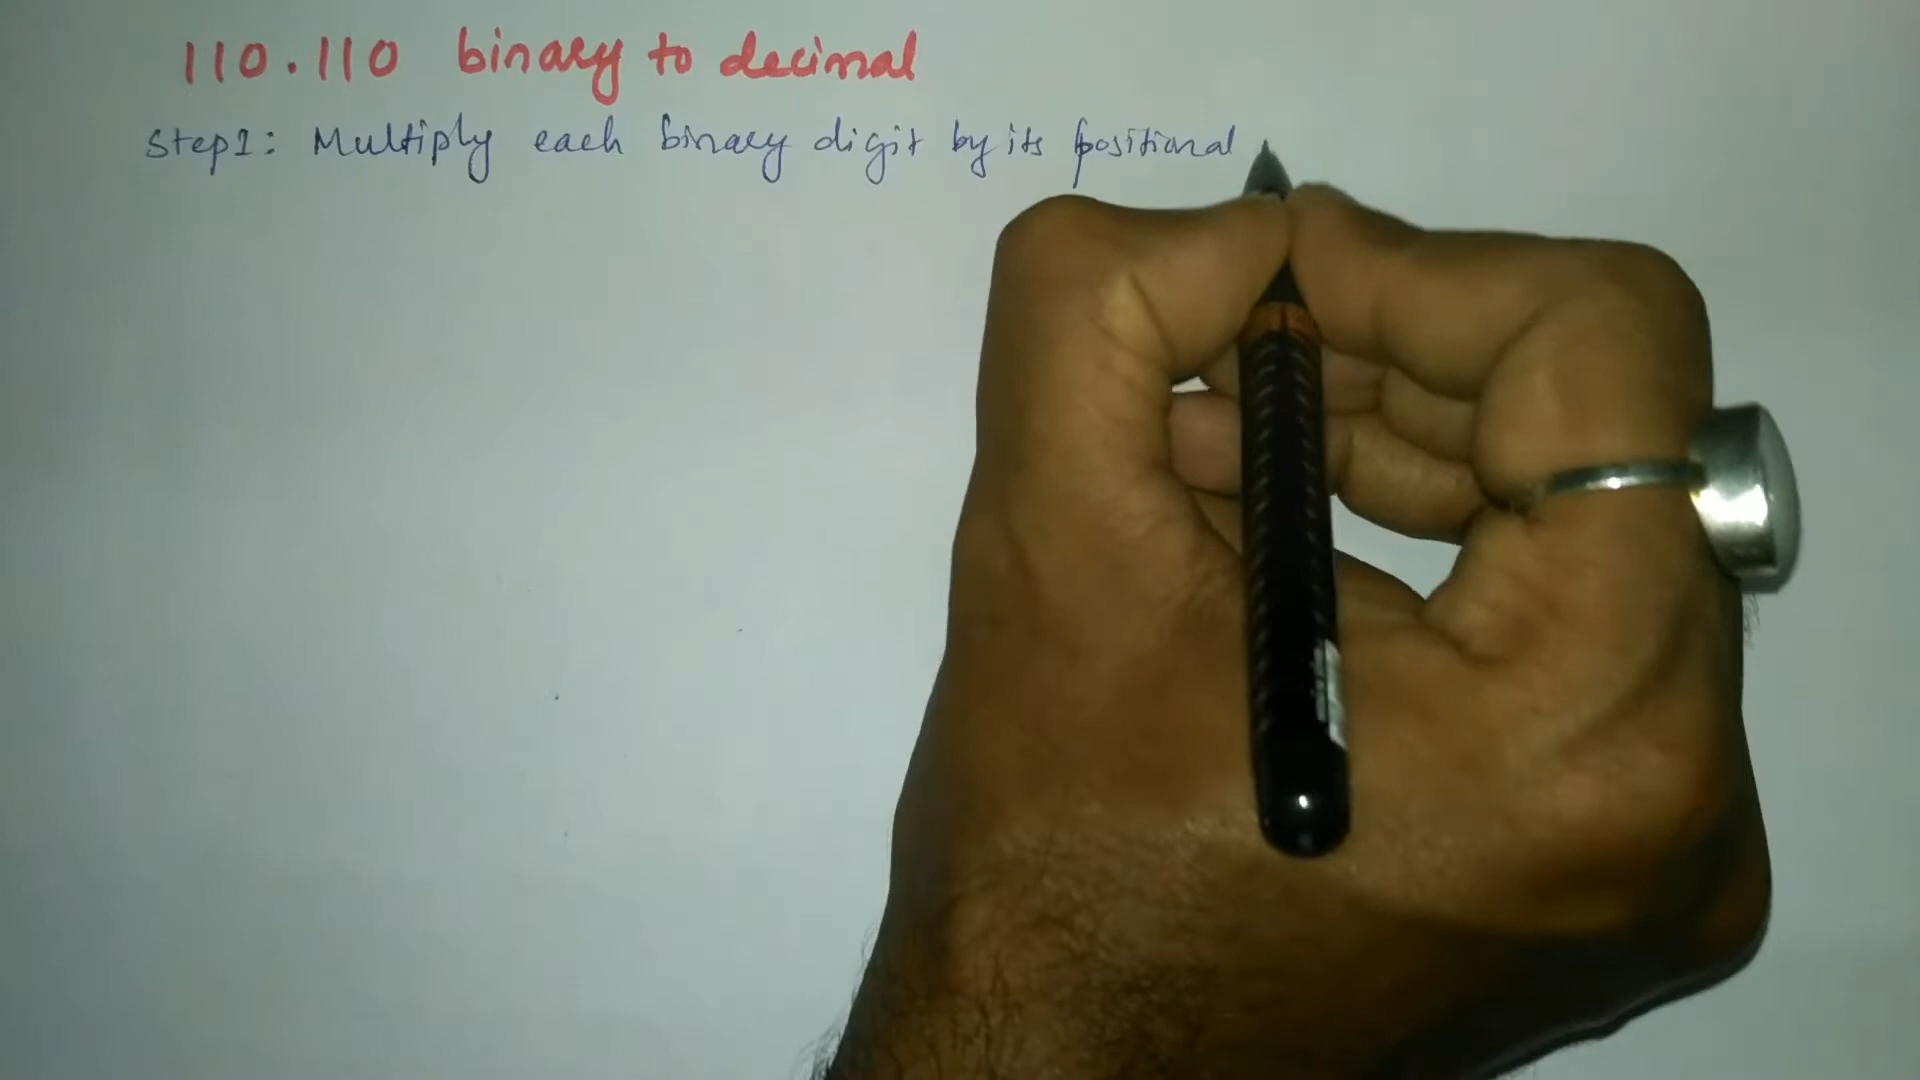 110.110 binary to decimal
Step1: Multiply each binary digit by its positional